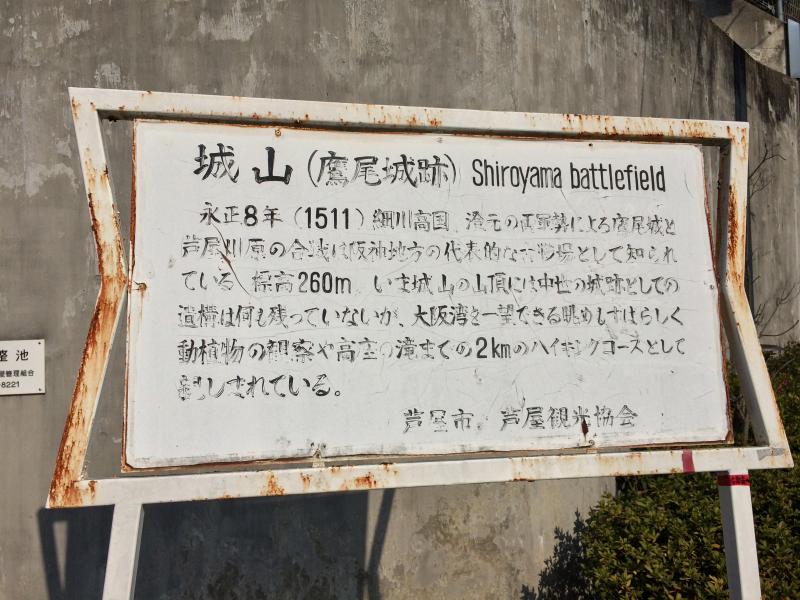 城山(鷹尾城跡) Shiroyama battlefield
永正8年(1511)細川高国、澄元の両軍勢による鷹尾城と
芦屋川原の合戦は阪神地方の代表的な古戦場として知られ
ている 標高260m、いま城山の山頂には中世の城跡としての
遺構は何も残っていないが、大阪湾を一望できる眺めもすばらしく
動植物の観察や高座の滝までの2kmのハイキングコースとして
親しまれている。
芦屋市 芦屋観光協会
整池
管理組合
8221